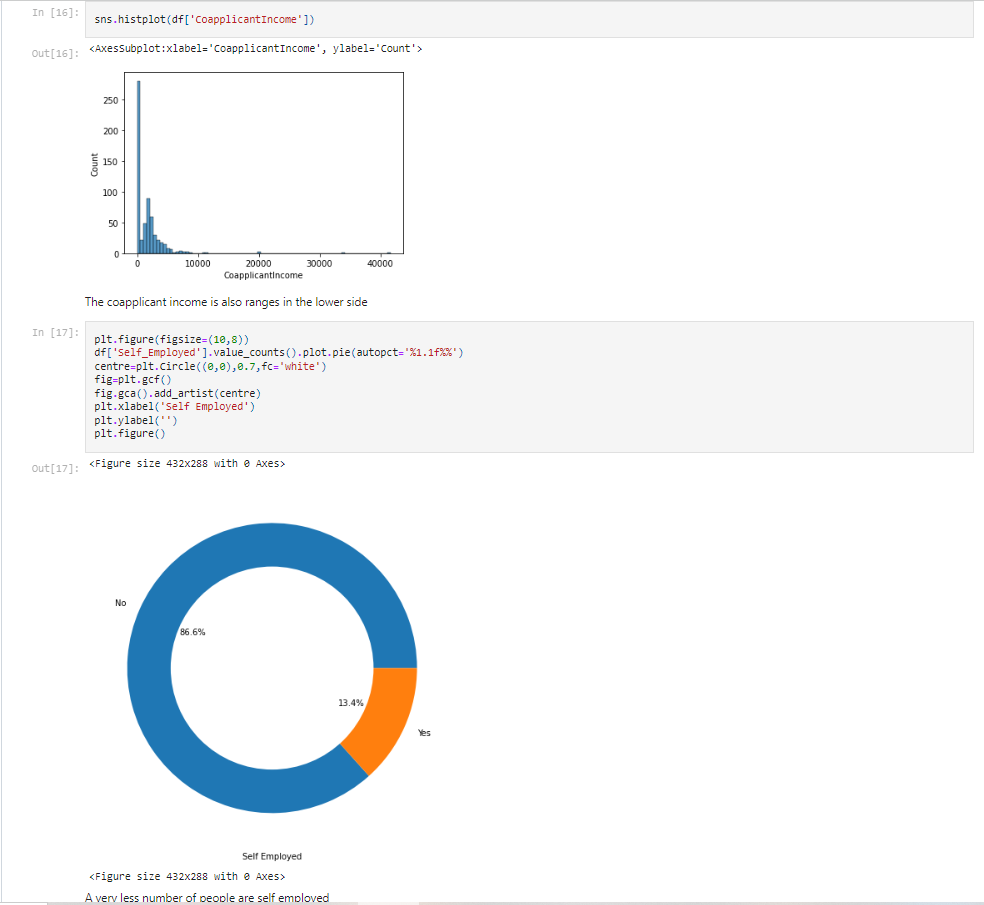 In [16]:
sns.histplot(df['CoapplicantIncome'])
Out[16]:
<AxesSubplot:xlabel='CoapplicantIncome', ylabel='Count'>
250
200
150
100
50
0
Count
0 10000 20000 30000 40000
CoapplicantIncome
The coapplicant income is also ranges in the lower side
In [17]:
plt.figure(figsize=(10,8))
df['Self_Employed'].value_counts().plot.pie(autopct='%1.1f%%')
centre=plt.Circle((0,0),0.7,fc='white')
fig=plt.gcf()
fig.gca().add_artist(centre)
plt.xlabel('Self Employed')
plt.ylabel('')
plt.figure()
Out[17]:
<Figure size 432x288 with 0 Axes>
No
86.6%
13.4%
Yes
Self Employed
<Figure size 432x288 with 0 Axes>
A very less number of people are self employed